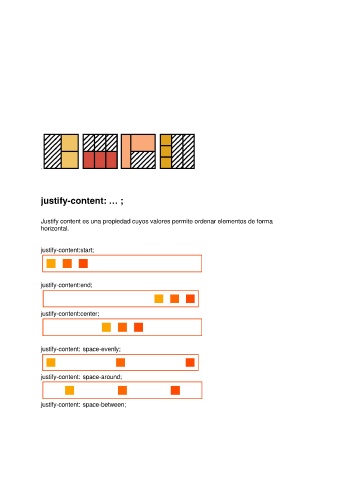 justify-content: … ;
Justify content es una propiedad cuyos valores permite ordenar elementos de forma
horizontal.
justify-content:start;
justify-content:end;
justify-content:center;
justify-content: space-evenly;
justify-content: space-around;
justify-content: space-between;